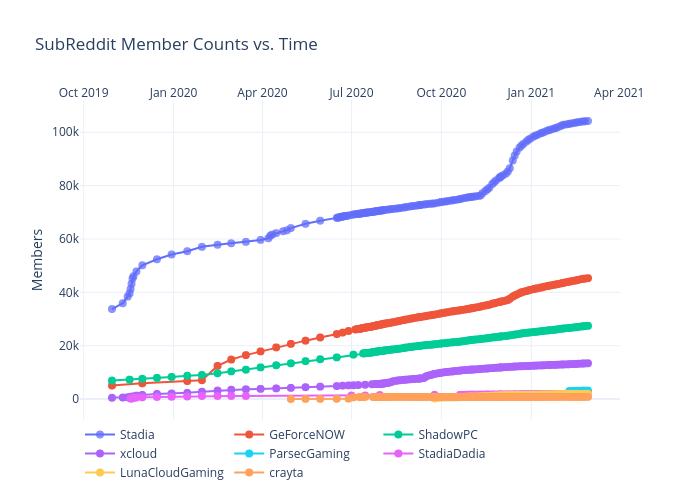 SubReddit Member Counts vs. Time
Oct 2019 Jan 2020 Apr 2020 Jul 2020 Oct 2020 Jan 2021 Apr 2021
100k
80k
60k
40k
20k
0
Members
Stadia GeForceNOW ShadowPC
xcloud ParsecGaming StadiaDadia
LunaCloudGaming crayta